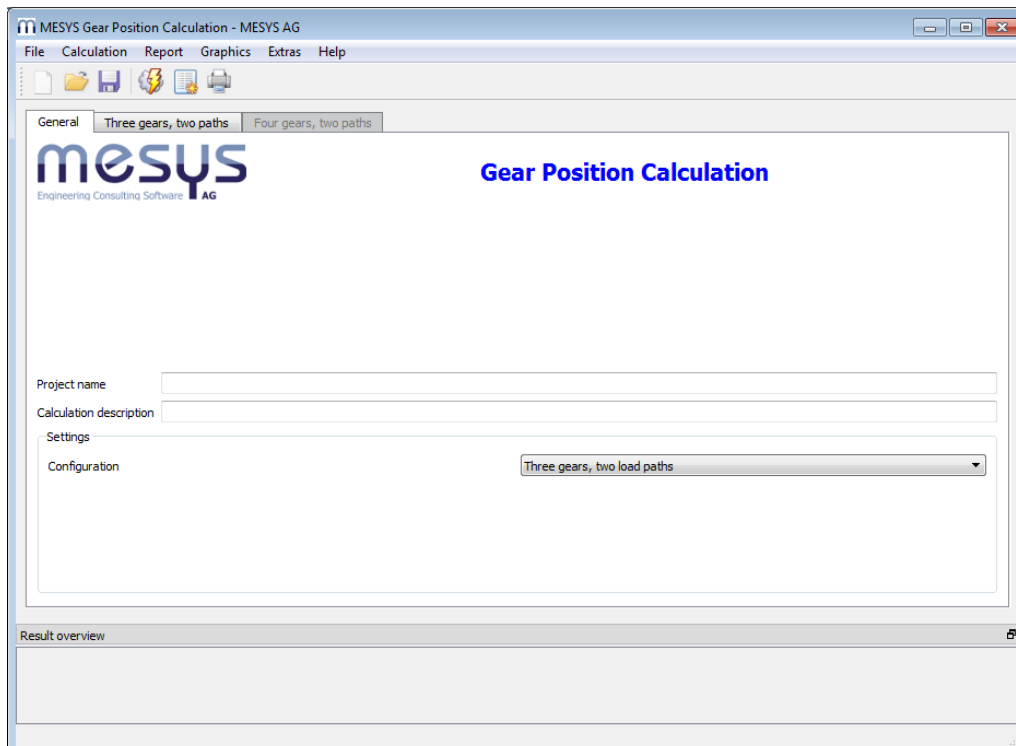 MESYS Gear Position Calculation - MESYS AG
File Calculation Report Graphics Extras Help
General Three gears, two paths Four gears, two paths
mesys
Engineering Consulting Software AG
Gear Position Calculation
Project name
Calculation description
Settings
Configuration Three gears, two load paths
Result overview